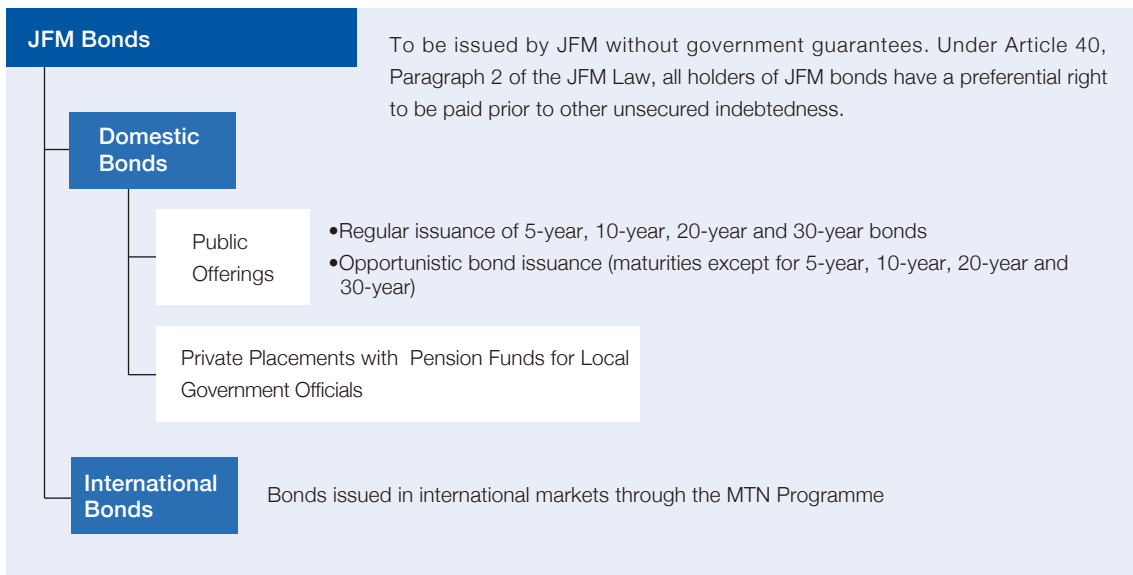 JFM Bonds
To be issued by JFM without government guarantees. Under Article 40,
Paragraph 2 of the JFM Law, all holders of JFM bonds have a preferential right
to be paid prior to other unsecured indebtedness.
Domestic
Bonds
Public
Offerings
•Regular issuance of 5-year, 10-year, 20-year and 30-year bonds
•Opportunistic bond issuance (maturities except for 5-year, 10-year, 20-year and
30-year)
Private Placements with Pension Funds for Local
Government Officials
International
Bonds
Bonds issued in international markets through the MTN Programme